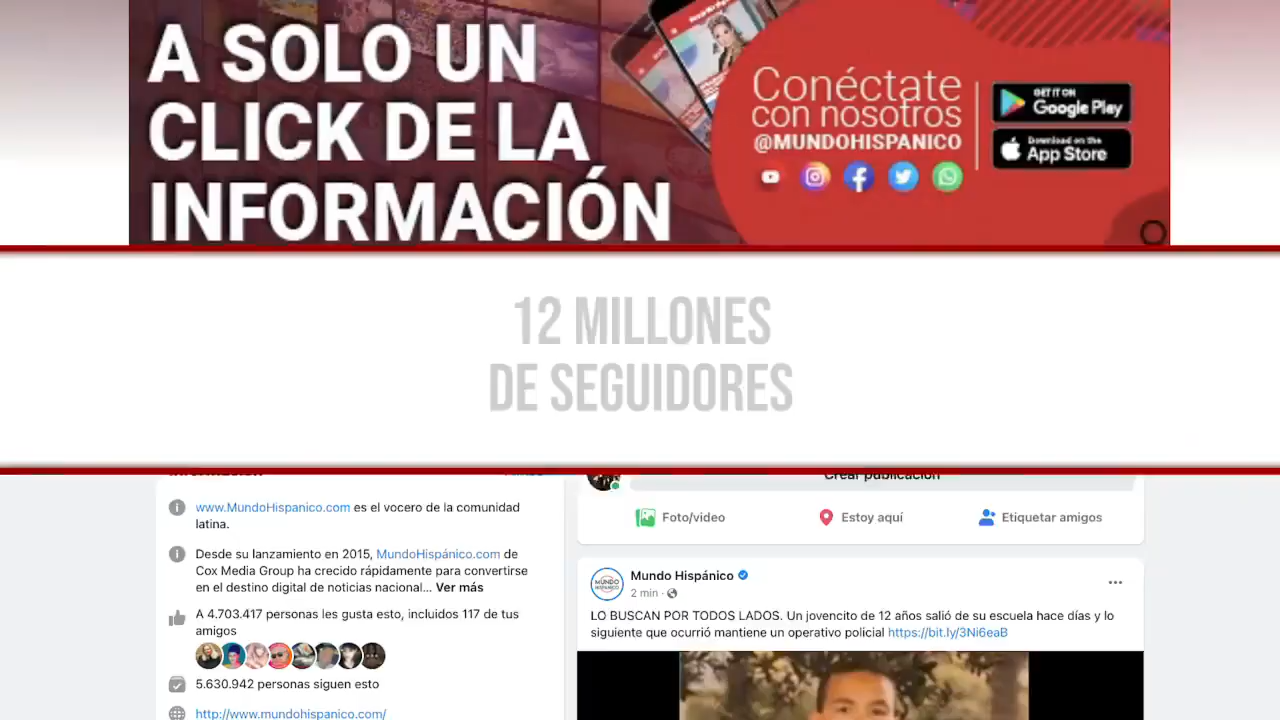 A SOLO UN
CLICK DE LA
INFORMACIÓN
Conéctate
con nosotros
@MUNDOHISPANICO
GET IT ON
Google Play
Download on the
App Store
12 MILLONES
DE SEGUIDORES
Crear publicación
Foto/video
Estoy aquí
Etiquetar amigos
www.MundoHispanico.com es el vocero de la comunidad
latina.
Desde su lanzamiento en 2015, MundoHispánico.com de
Cox Media Group ha crecido rápidamente para convertirse
en el destino digital de noticias nacional... Ver más
A 4.703.417 personas les gusta esto, incluidos 117 de tus
amigos
5.630.942 personas siguen esto
http://www.mundohispanico.com/
Mundo Hispánico
2 min ·
MUNDO
HISPÁNICO
LO BUSCAN POR TODOS LADOS. Un jovencito de 12 años salió de su escuela hace días y lo
siguiente que ocurrió mantiene un operativo policial https://bit.ly/3Ni6eaB